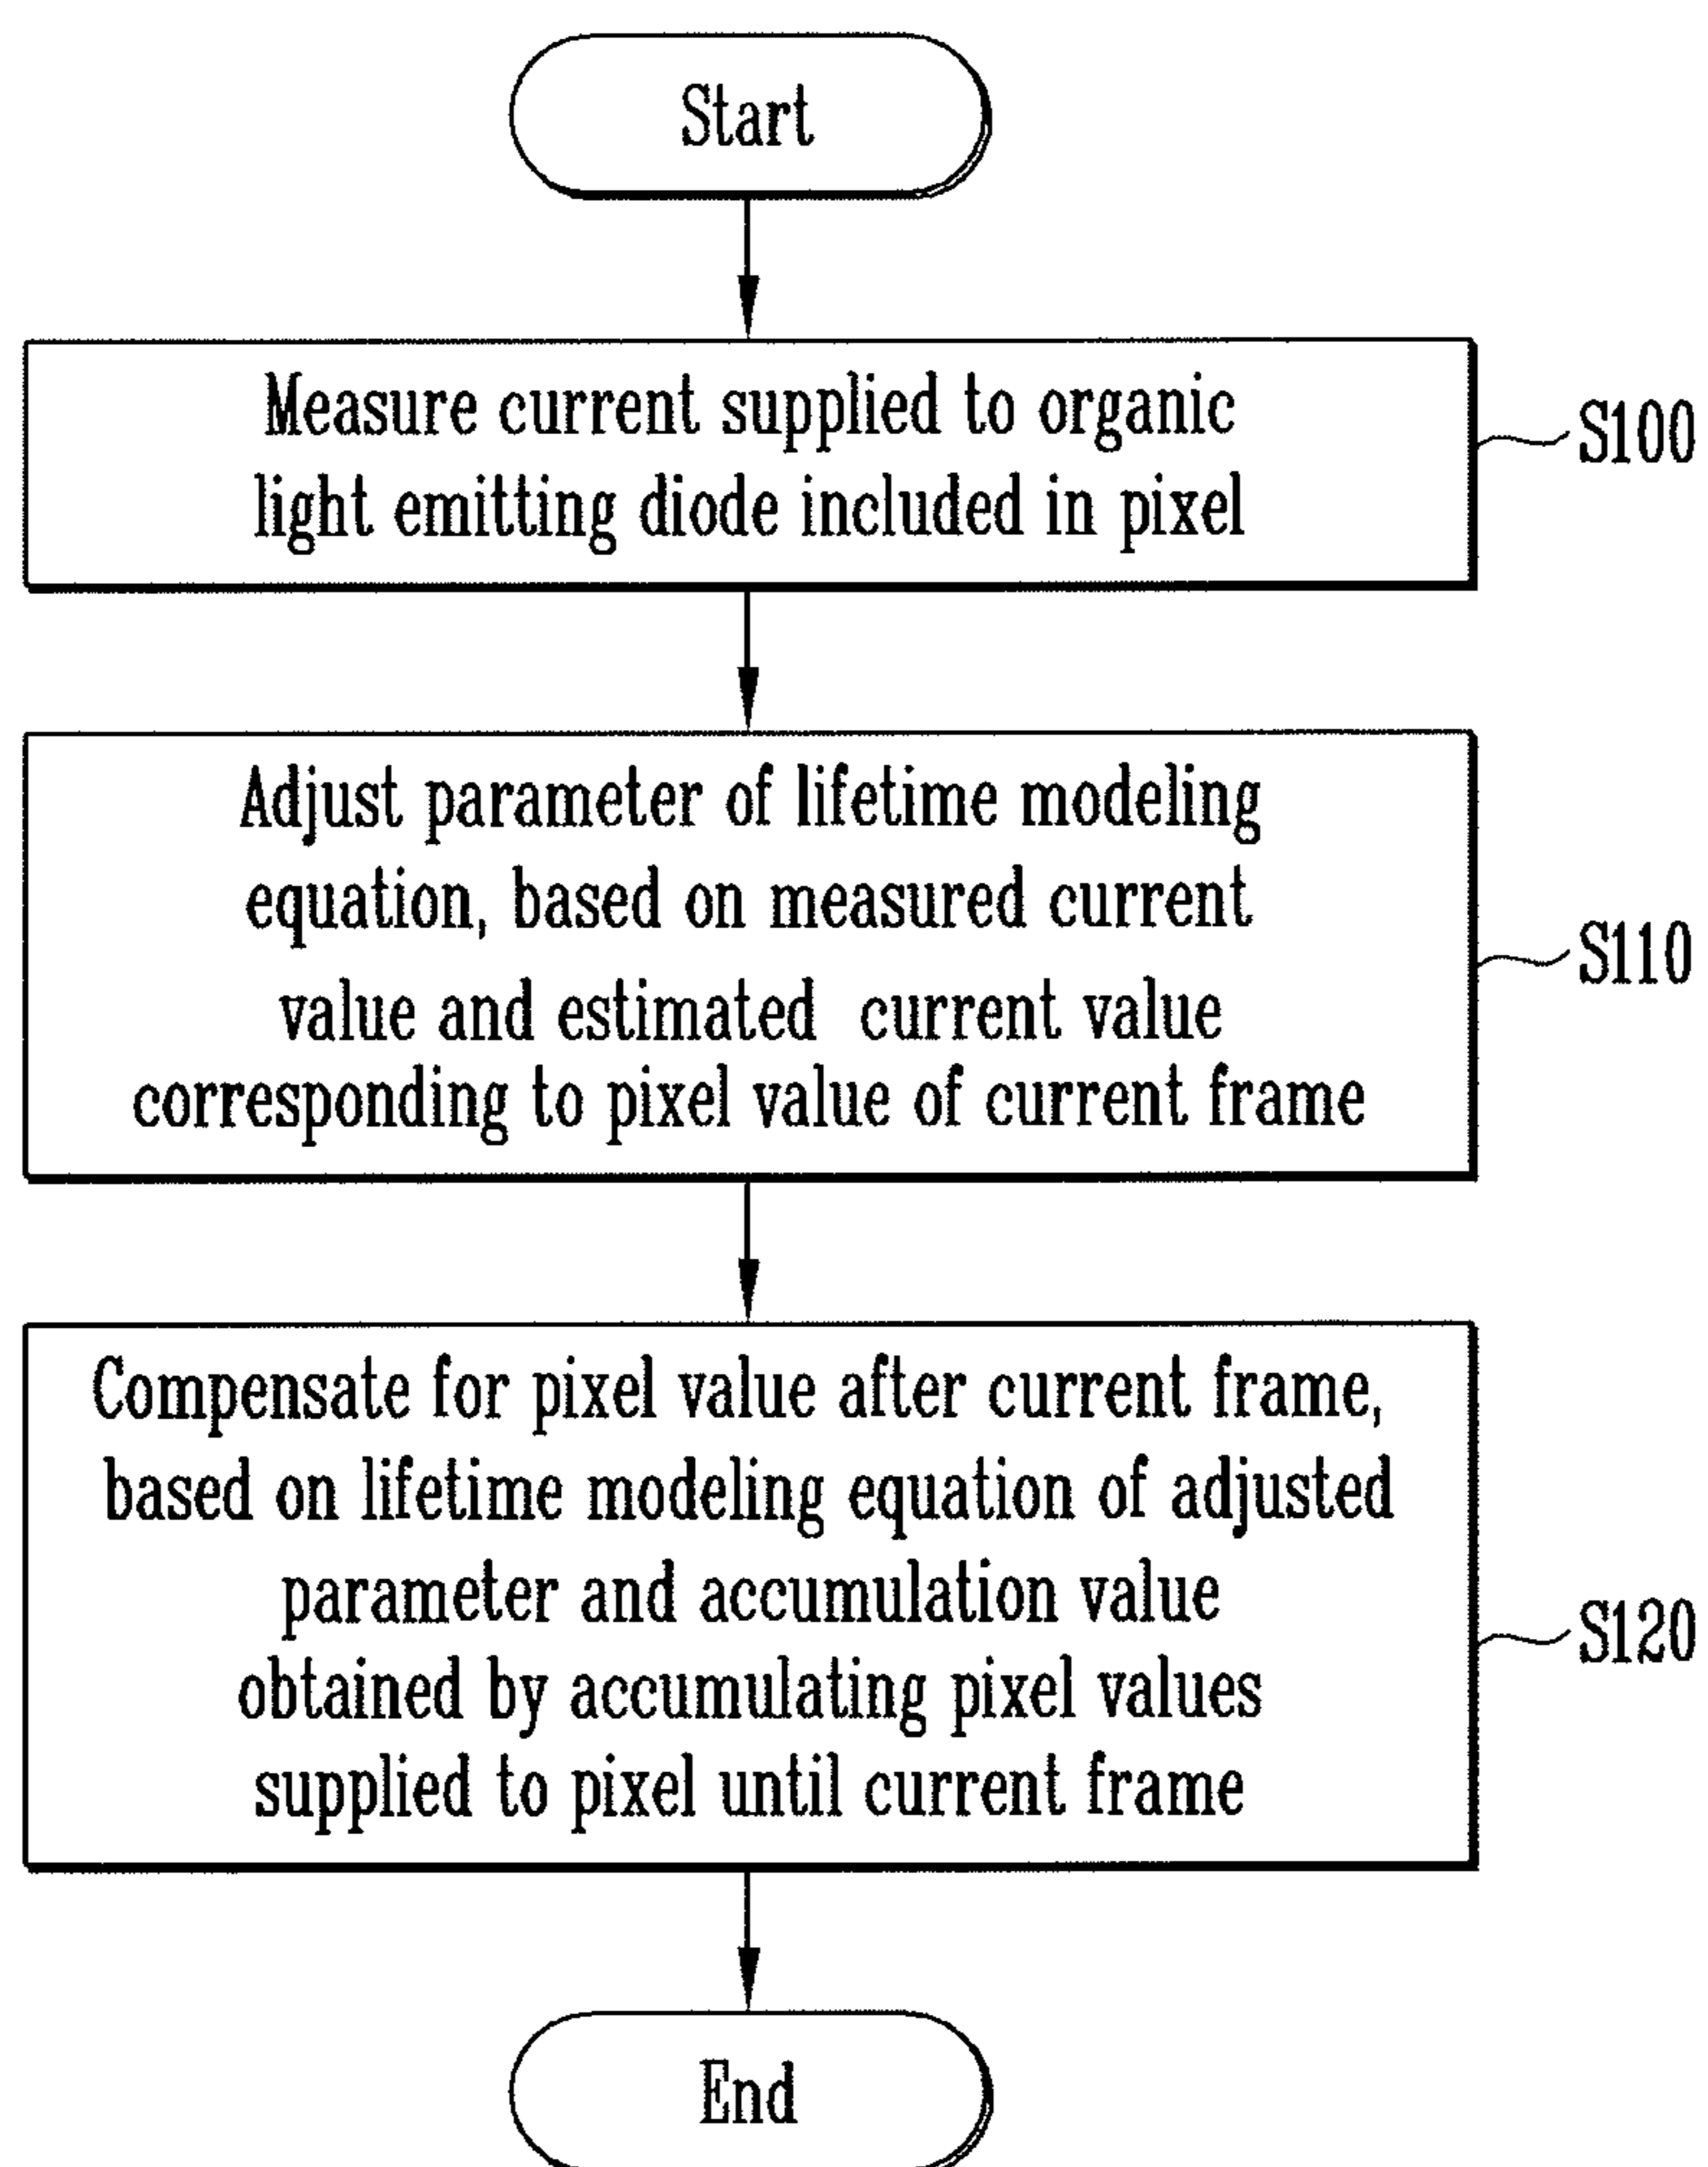 Start
Measure current supplied to organic
light emitting diode included in pixel
S100
Adjust parameter of lifetime modeling
equation, based on measured current
value and estimated current value
corresponding to pixel value of current frame
S110
Compensate for pixel value after current frame,
based on lifetime modeling equation of adjusted
parameter and accumulation value
obtained by accumulating pixel values
supplied to pixel until current frame
S120
End